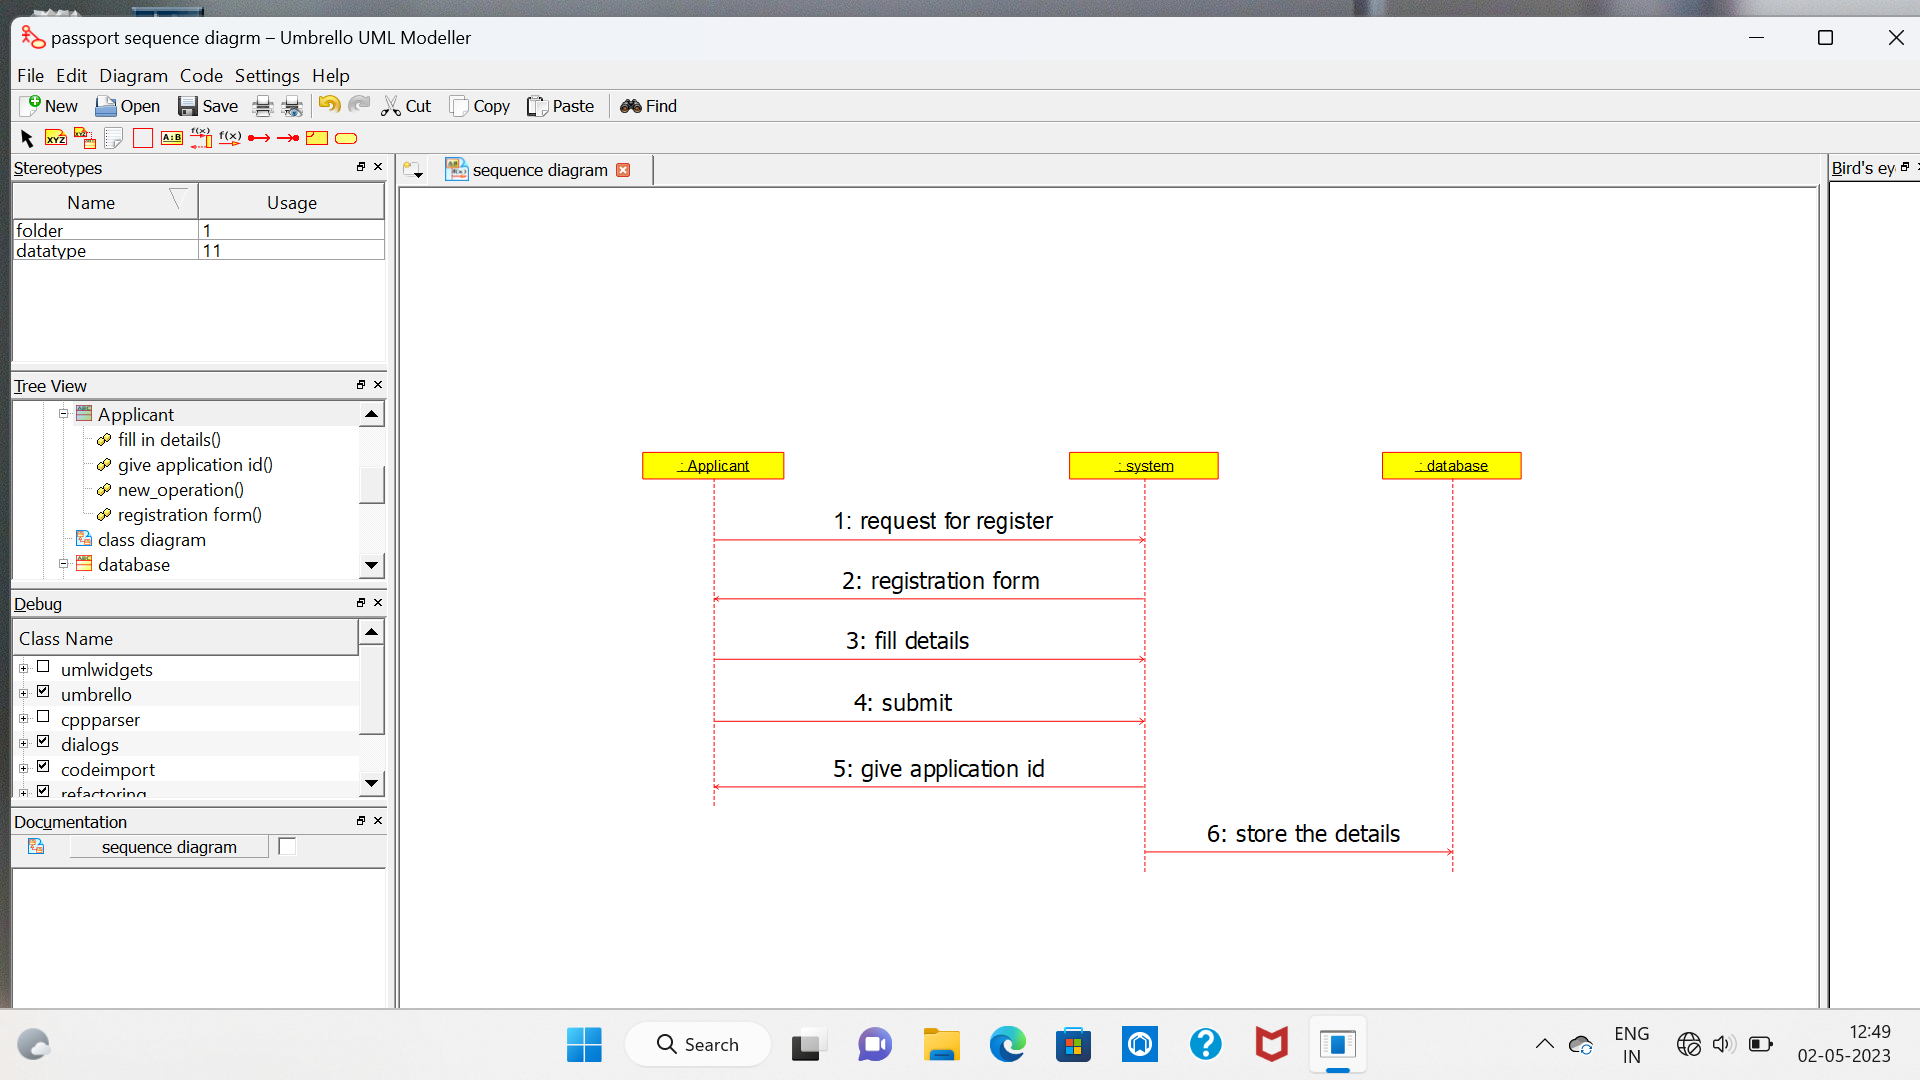 passport sequence diagrm – Umbrello UML Modeller
File Edit Diagram Code Settings Help
New Open Save Cut Copy Paste Find
XYZ XYZ A:B f(x) f(x)
Stereotypes
Name Usage
folder 1
datatype 11
Tree View
Applicant
fill in details()
give application id()
new_operation()
registration form()
class diagram
database
Debug
Class Name
umlwidgets
umbrello
cppparser
dialogs
codeimport
refactoring
Documentation
sequence diagram
sequence diagram
Bird's ey
: Applicant
: system
: database
1: request for register
2: registration form
3: fill details
4: submit
5: give application id
6: store the details
Search
ENG
IN
12:49
02-05-2023